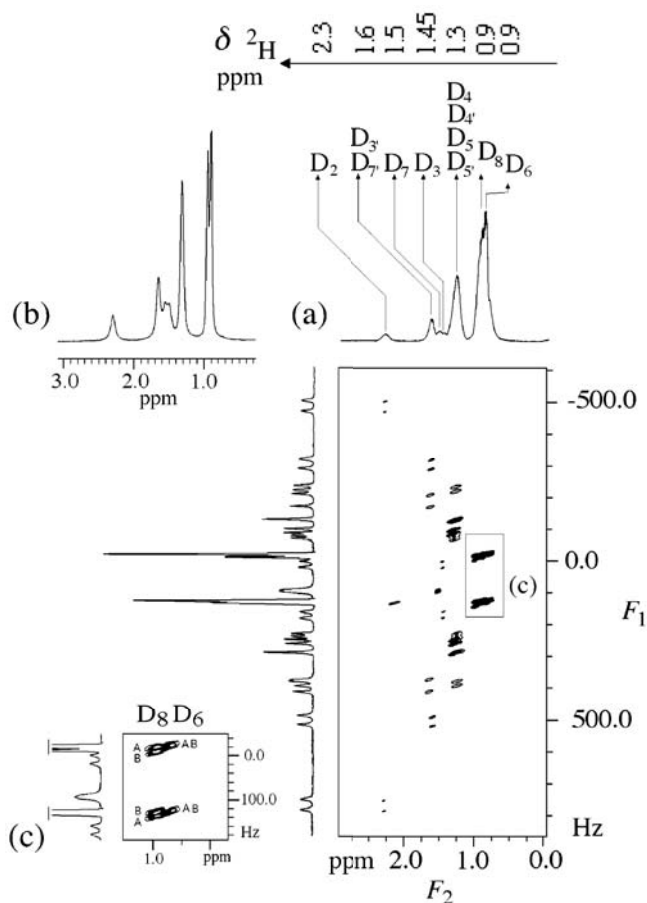 δ ²H
ppm
2.3 1.6 1.5 1.45 1.3 0.9 0.9
D₄
D₃' D₄'
D₅
D₂ D₇' D₇ D₃ D₅' D₈ D₆
(b) (a)
3.0 2.0 1.0
ppm
-500.0
0.0
(c)
F₁
500.0
Hz
D₈ D₆
A A B
B
0.0
B A B
A
100.0
Hz
(c)
1.0 ppm
ppm 2.0 1.0 0.0
F₂